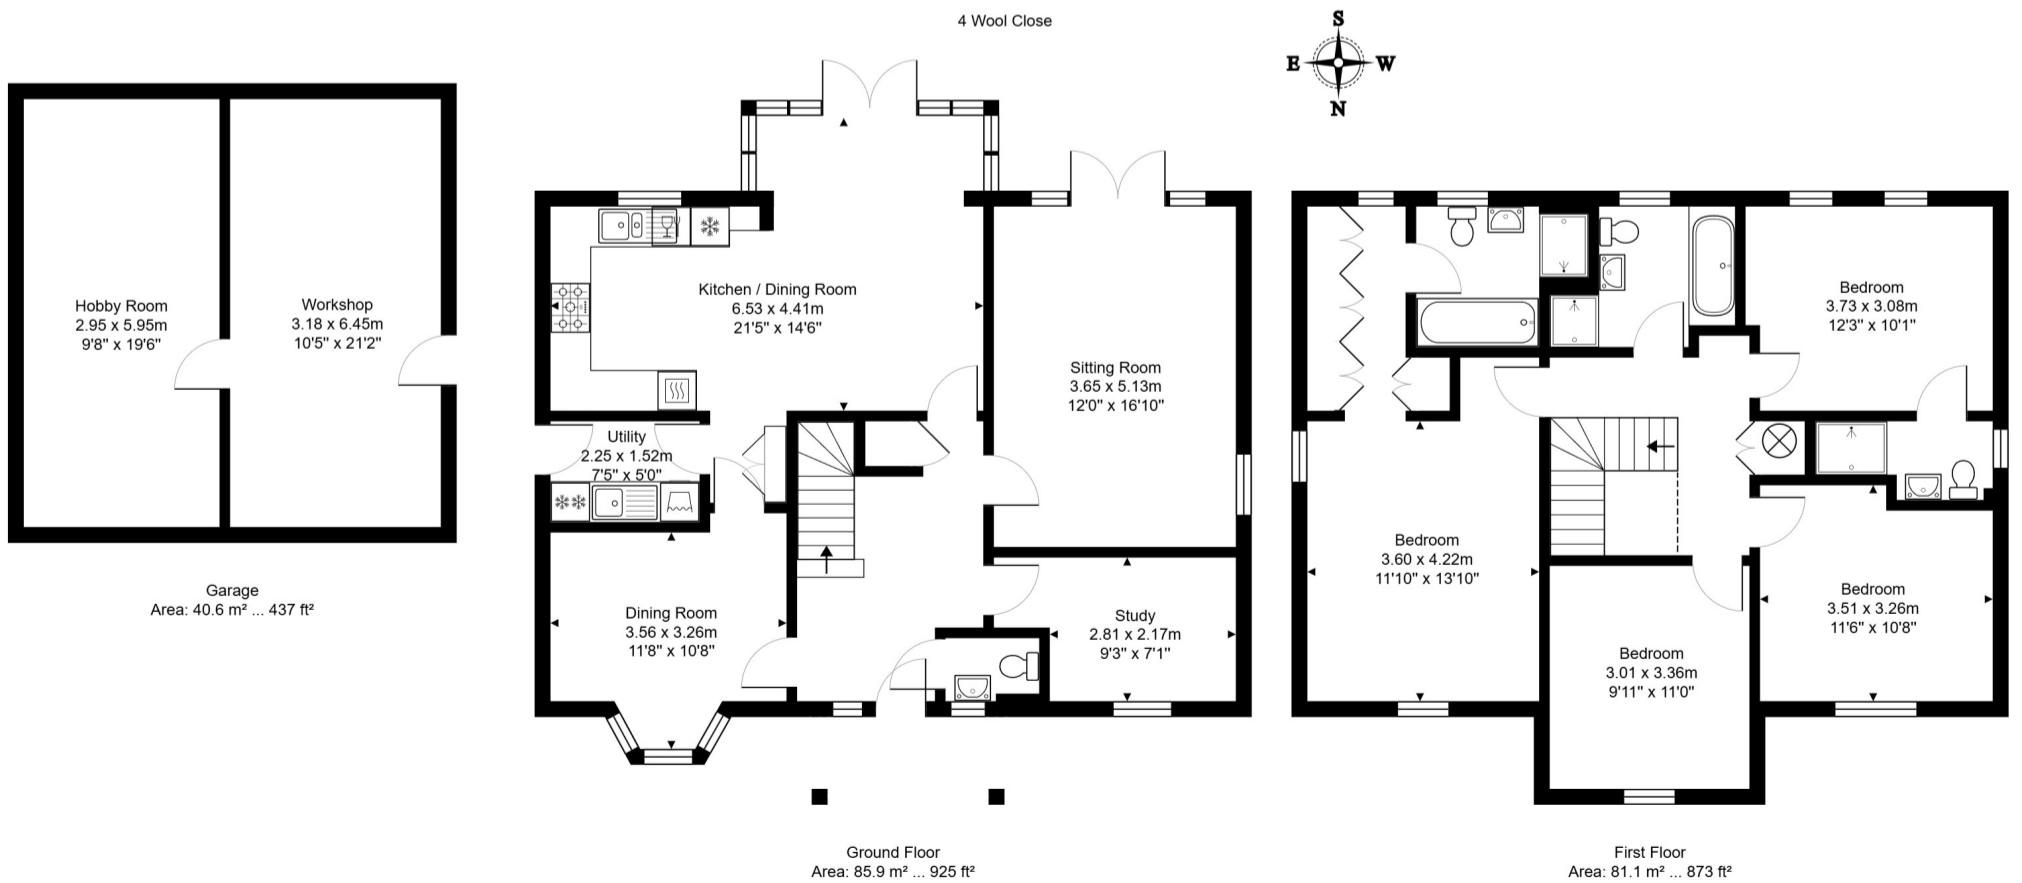 4 Wool Close
S
E
W
N
Hobby Room
2.95 x 5.95m
9'8" x 19'6"
Workshop
3.18 x 6.45m
10'5" x 21'2"
Garage
Area: 40.6 m² ... 437 ft²
Kitchen / Dining Room
6.53 x 4.41m
21'5" x 14'6"
Sitting Room
3.65 x 5.13m
12'0" x 16'10"
Utility
2.25 x 1.52m
7'5" x 5'0"
Dining Room
3.56 x 3.26m
11'8" x 10'8"
Study
2.81 x 2.17m
9'3" x 7'1"
Ground Floor
Area: 85.9 m² ... 925 ft²
Bedroom
3.73 x 3.08m
12'3" x 10'1"
Bedroom
3.60 x 4.22m
11'10" x 13'10"
Bedroom
3.51 x 3.26m
11'6" x 10'8"
Bedroom
3.01 x 3.36m
9'11" x 11'0"
First Floor
Area: 81.1 m² ... 873 ft²